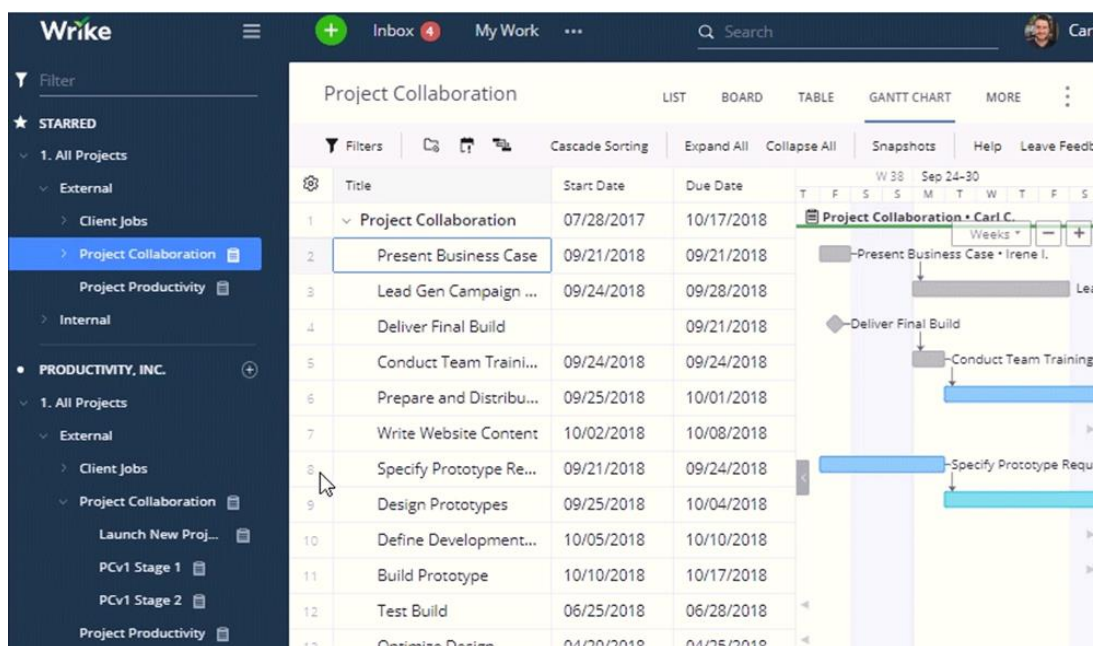 Wrike
Inbox 4 My Work ••• Search Car
Filter
STARRED
1. All Projects
External
Client Jobs
Project Collaboration
Project Productivity
Internal
PRODUCTIVITY, INC.
1. All Projects
External
Client Jobs
Project Collaboration
Launch New Proj...
PCv1 Stage 1
PCv1 Stage 2
Project Productivity
Project Collaboration LIST BOARD TABLE GANTT CHART MORE
Filters Cascade Sorting Expand All Collapse All Snapshots Help Leave Feedb
W 38 Sep 24-30
Title Start Date Due Date T F S S M T W T F S
1 Project Collaboration 07/28/2017 10/17/2018 Project Collaboration • Carl C.
Weeks − +
2 Present Business Case 09/21/2018 09/21/2018 Present Business Case • Irene I.
3 Lead Gen Campaign ... 09/24/2018 09/28/2018 Lea
4 Deliver Final Build 09/21/2018 Deliver Final Build
5 Conduct Team Traini... 09/24/2018 09/24/2018 Conduct Team Training
6 Prepare and Distribu... 09/25/2018 10/01/2018
7 Write Website Content 10/02/2018 10/08/2018
8 Specify Prototype Re... 09/21/2018 09/24/2018 Specify Prototype Requ
9 Design Prototypes 09/25/2018 10/04/2018
10 Define Development... 10/05/2018 10/10/2018
11 Build Prototype 10/10/2018 10/17/2018
12 Test Build 06/25/2018 06/28/2018
Optimize Design